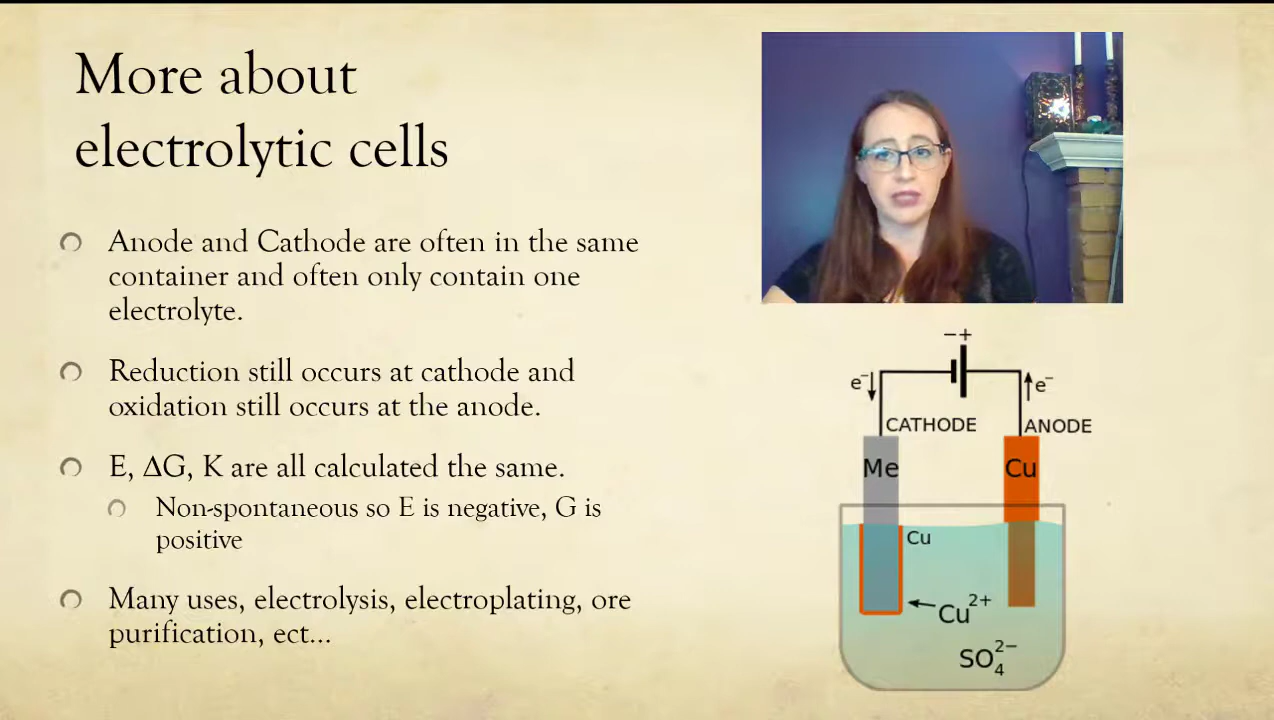 More about
electrolytic cells
Anode and Cathode are often in the same
container and often only contain one
electrolyte.
Reduction still occurs at cathode and
oxidation still occurs at the anode.
E, ΔG, K are all calculated the same.
Non-spontaneous so E is negative, G is
positive
Many uses, electrolysis, electroplating, ore
purification, ect...
−+
e⁻ e⁻
CATHODE ANODE
Me Cu
Cu
Cu²⁺
SO₄²⁻